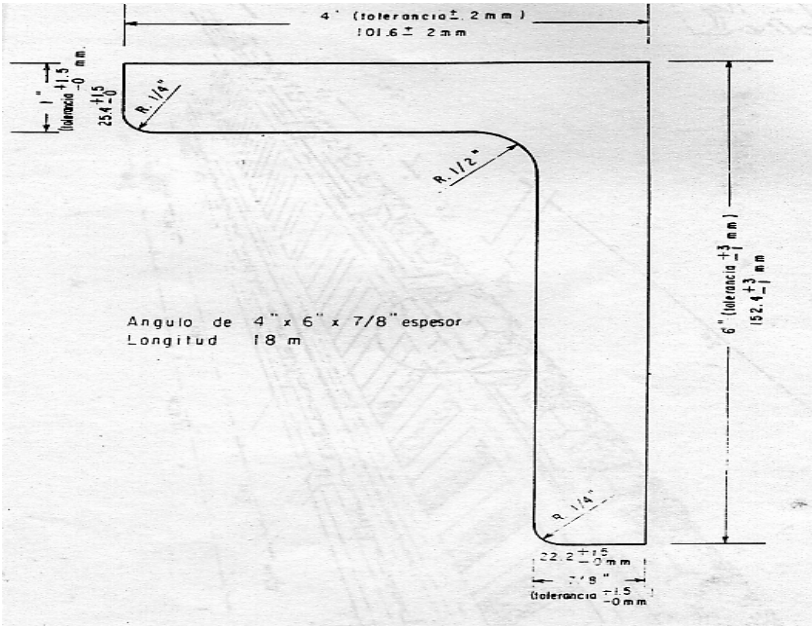 4" (tolerancia ± 2 mm)
101.6 ± 2mm
1"
(tolerancia +1.5 -0 mm.
25.4 +1.5 -0
R. 1/4"
R. 1/2"
6" (tolerancia +3 -1 mm)
152.4 +3 -1 mm
Angulo de 4" x 6" x 7/8" espesor
Longitud 18 m
R. 1/4"
22.2 +1.5 -0 mm
7/8"
(tolerancia +1.5 -0 mm)